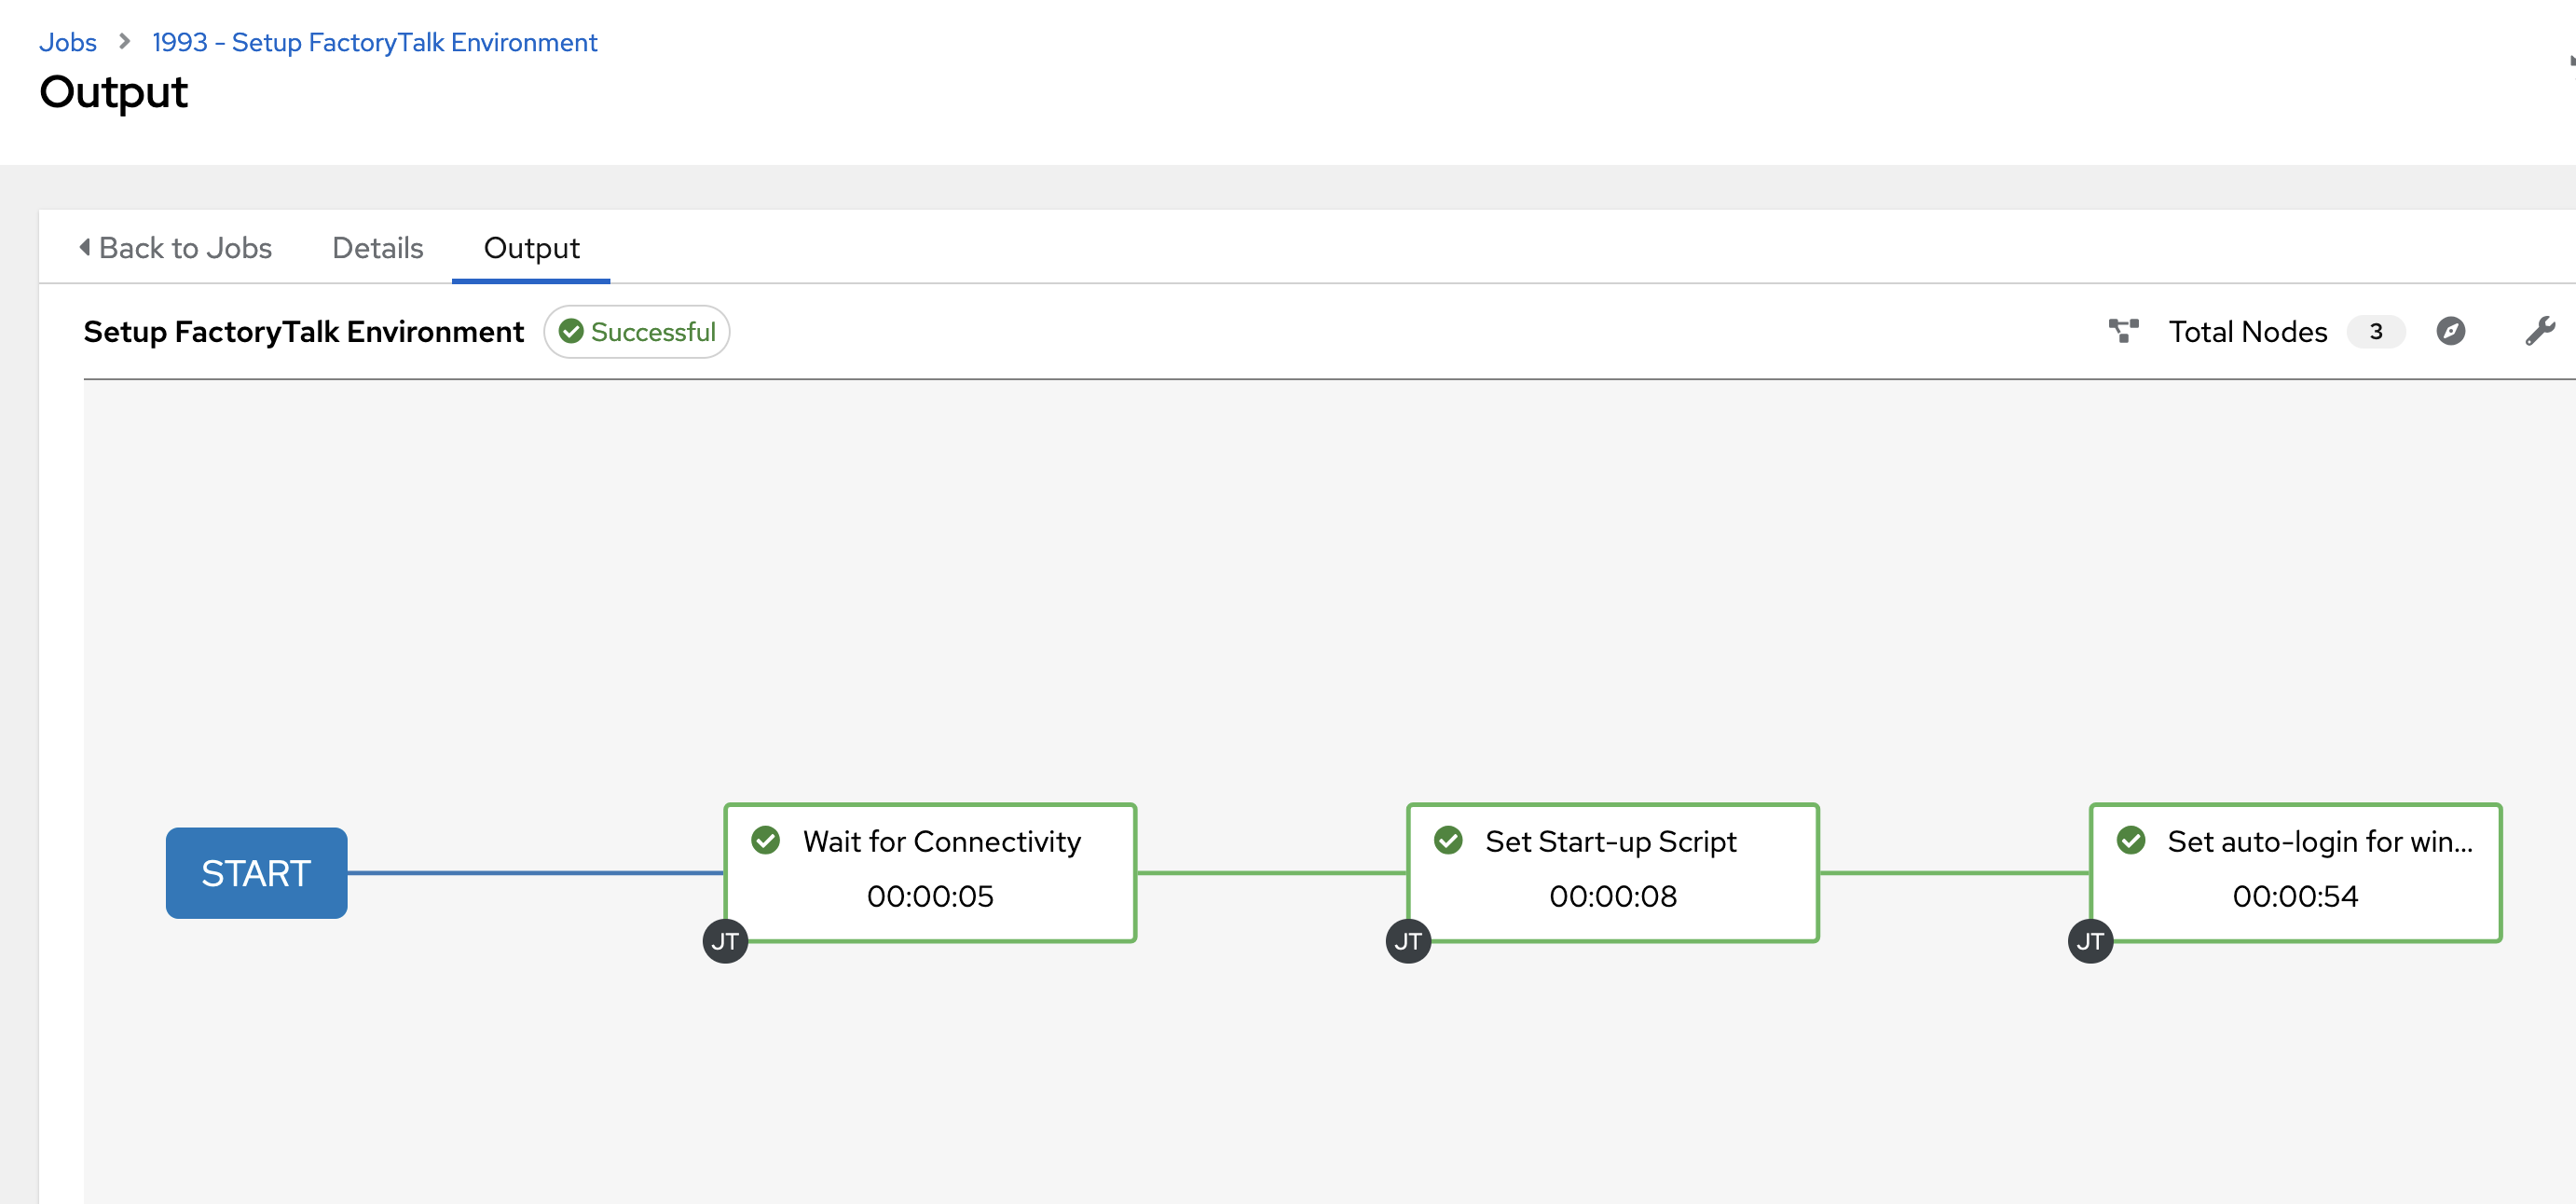 Jobs > 1993 - Setup FactoryTalk Environment
Output
Back to Jobs Details Output
Setup FactoryTalk Environment Successful Total Nodes 3
START
Wait for Connectivity
00:00:05
JT
Set Start-up Script
00:00:08
JT
Set auto-login for win...
00:00:54
JT